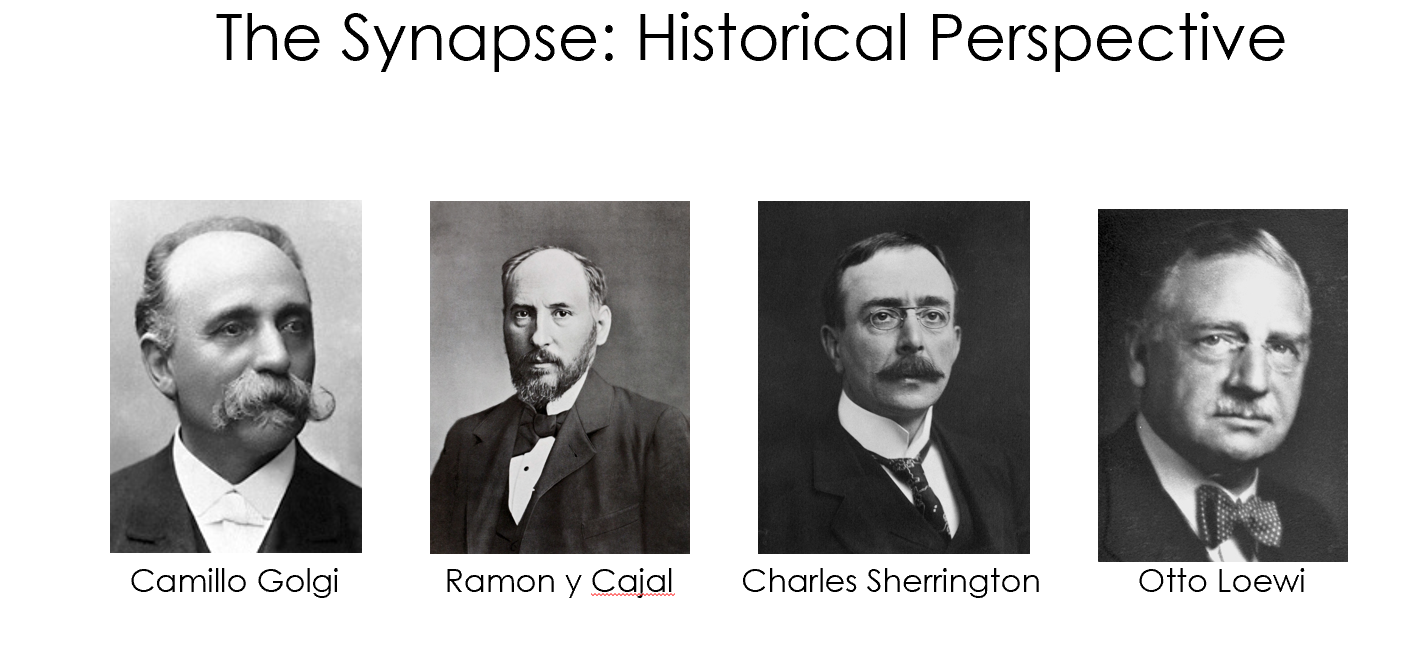 The Synapse: Historical Perspective
Camillo Golgi
Ramon y Cajal
Charles Sherrington
Otto Loewi